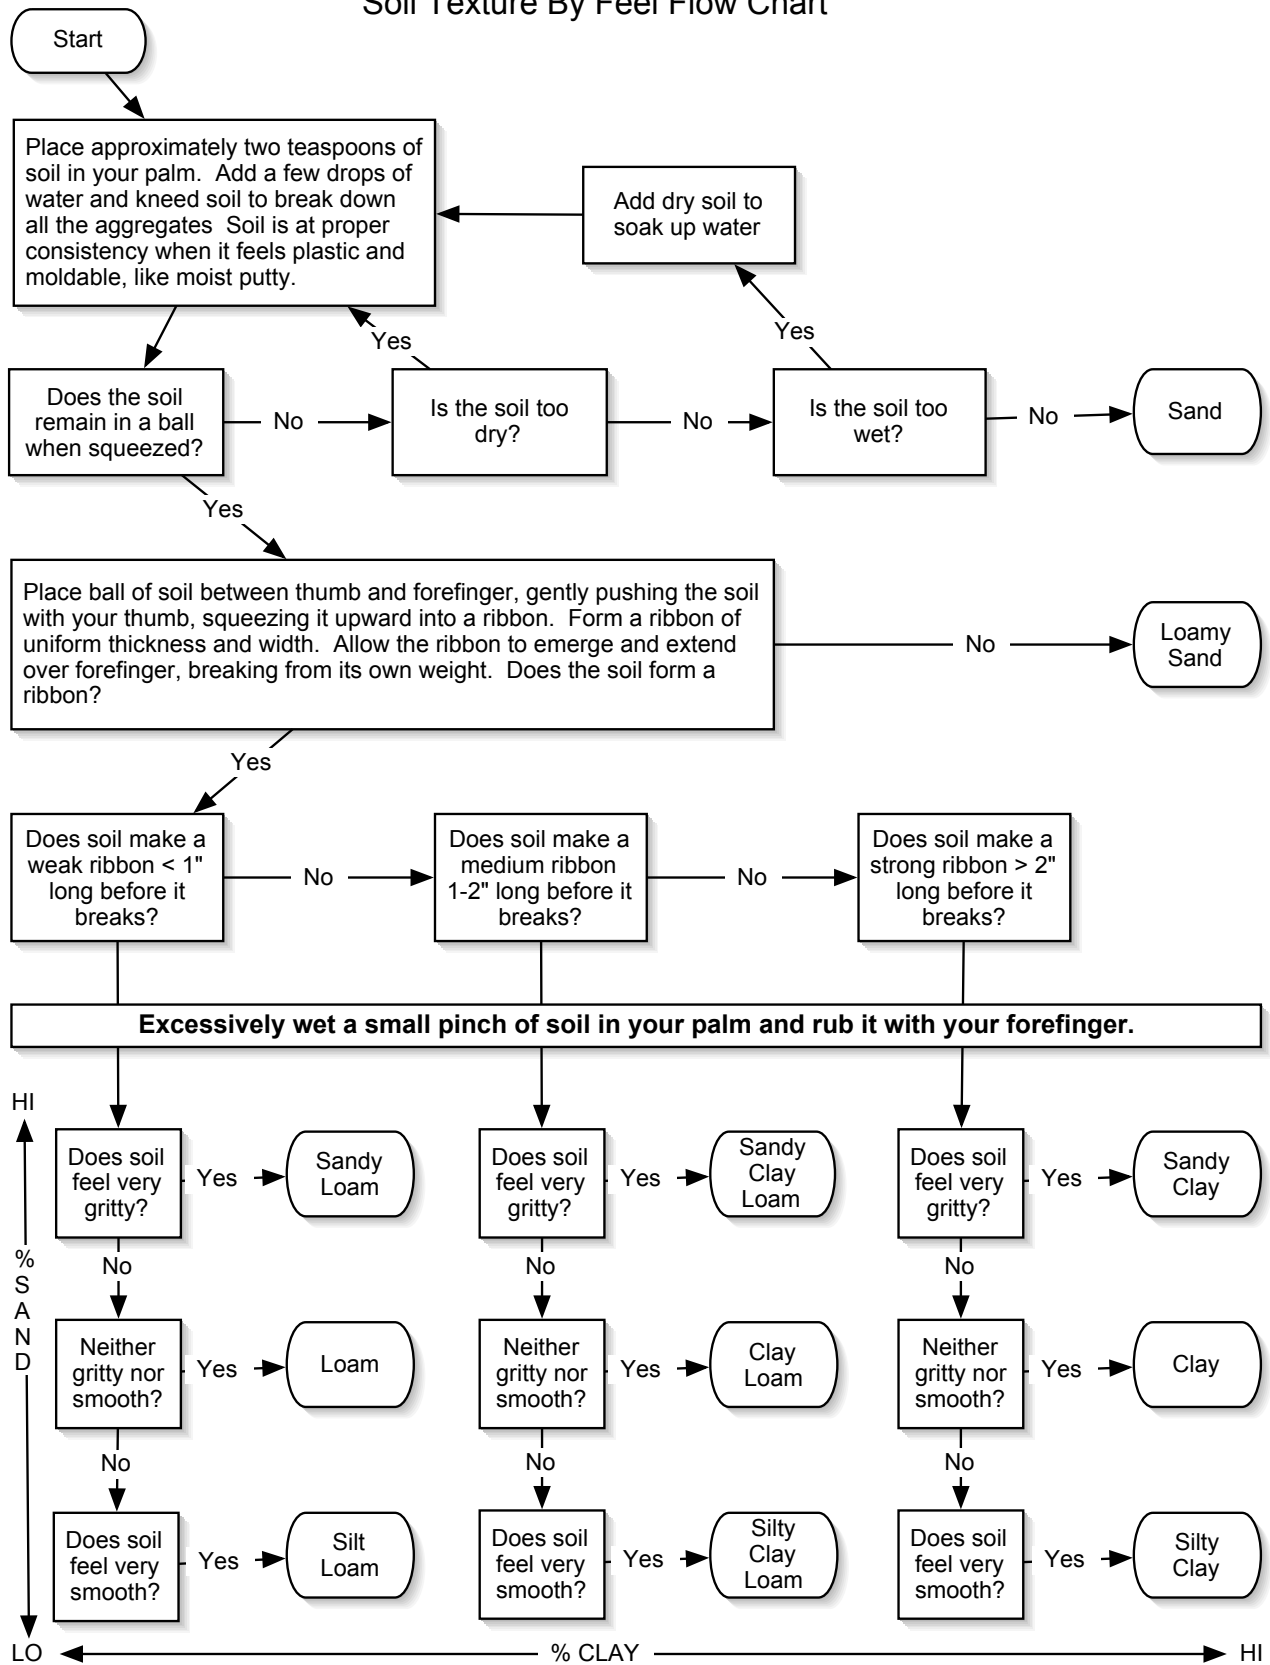 Soil Texture By Feel Flow Chart
Start
Place approximately two teaspoons of
soil in your palm. Add a few drops of
water and kneed soil to break down
all the aggregates Soil is at proper
consistency when it feels plastic and
moldable, like moist putty.
Add dry soil to
soak up water
Yes
Yes
Does the soil
remain in a ball
when squeezed?
No
Is the soil too
dry?
No
Is the soil too
wet?
No
Sand
Yes
Place ball of soil between thumb and forefinger, gently pushing the soil
with your thumb, squeezing it upward into a ribbon. Form a ribbon of
uniform thickness and width. Allow the ribbon to emerge and extend
over forefinger, breaking from its own weight. Does the soil form a
ribbon?
No
Loamy
Sand
Yes
Does soil make a
weak ribbon < 1"
long before it
breaks?
No
Does soil make a
medium ribbon
1-2" long before it
breaks?
No
Does soil make a
strong ribbon > 2"
long before it
breaks?
Excessively wet a small pinch of soil in your palm and rub it with your forefinger.
HI
%
S
A
N
D
LO
Does soil
feel very
gritty?
Yes
Sandy
Loam
Does soil
feel very
gritty?
Yes
Sandy
Clay
Loam
Does soil
feel very
gritty?
Yes
Sandy
Clay
No
No
No
Neither
gritty nor
smooth?
Yes
Loam
Neither
gritty nor
smooth?
Yes
Clay
Loam
Neither
gritty nor
smooth?
Yes
Clay
No
No
No
Does soil
feel very
smooth?
Yes
Silt
Loam
Does soil
feel very
smooth?
Yes
Silty
Clay
Loam
Does soil
feel very
smooth?
Yes
Silty
Clay
% CLAY
HI